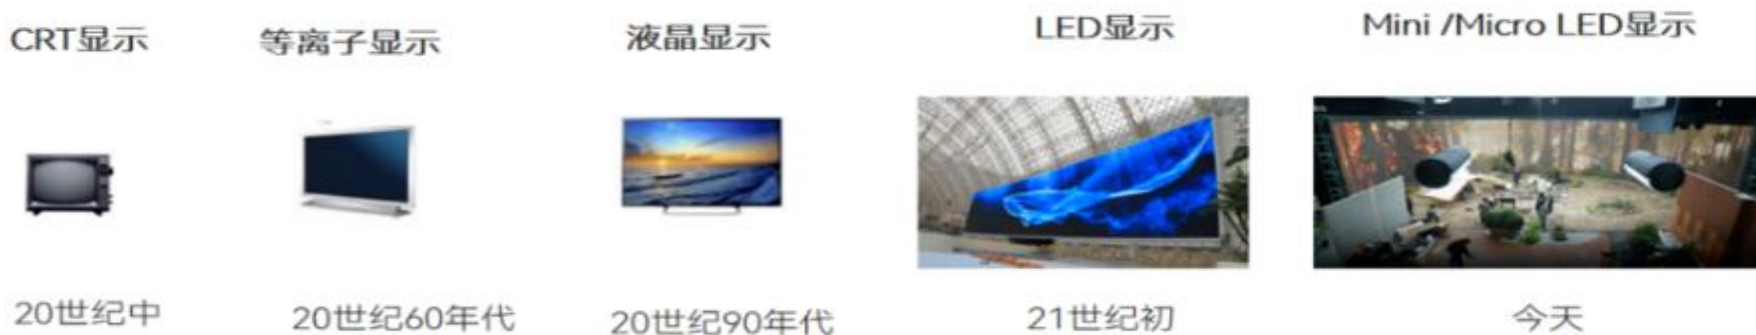 CRT显示
等离子显示
液晶显示
LED显示
Mini /Micro LED显示
20世纪中
20世纪60年代
20世纪90年代
21世纪初
今天